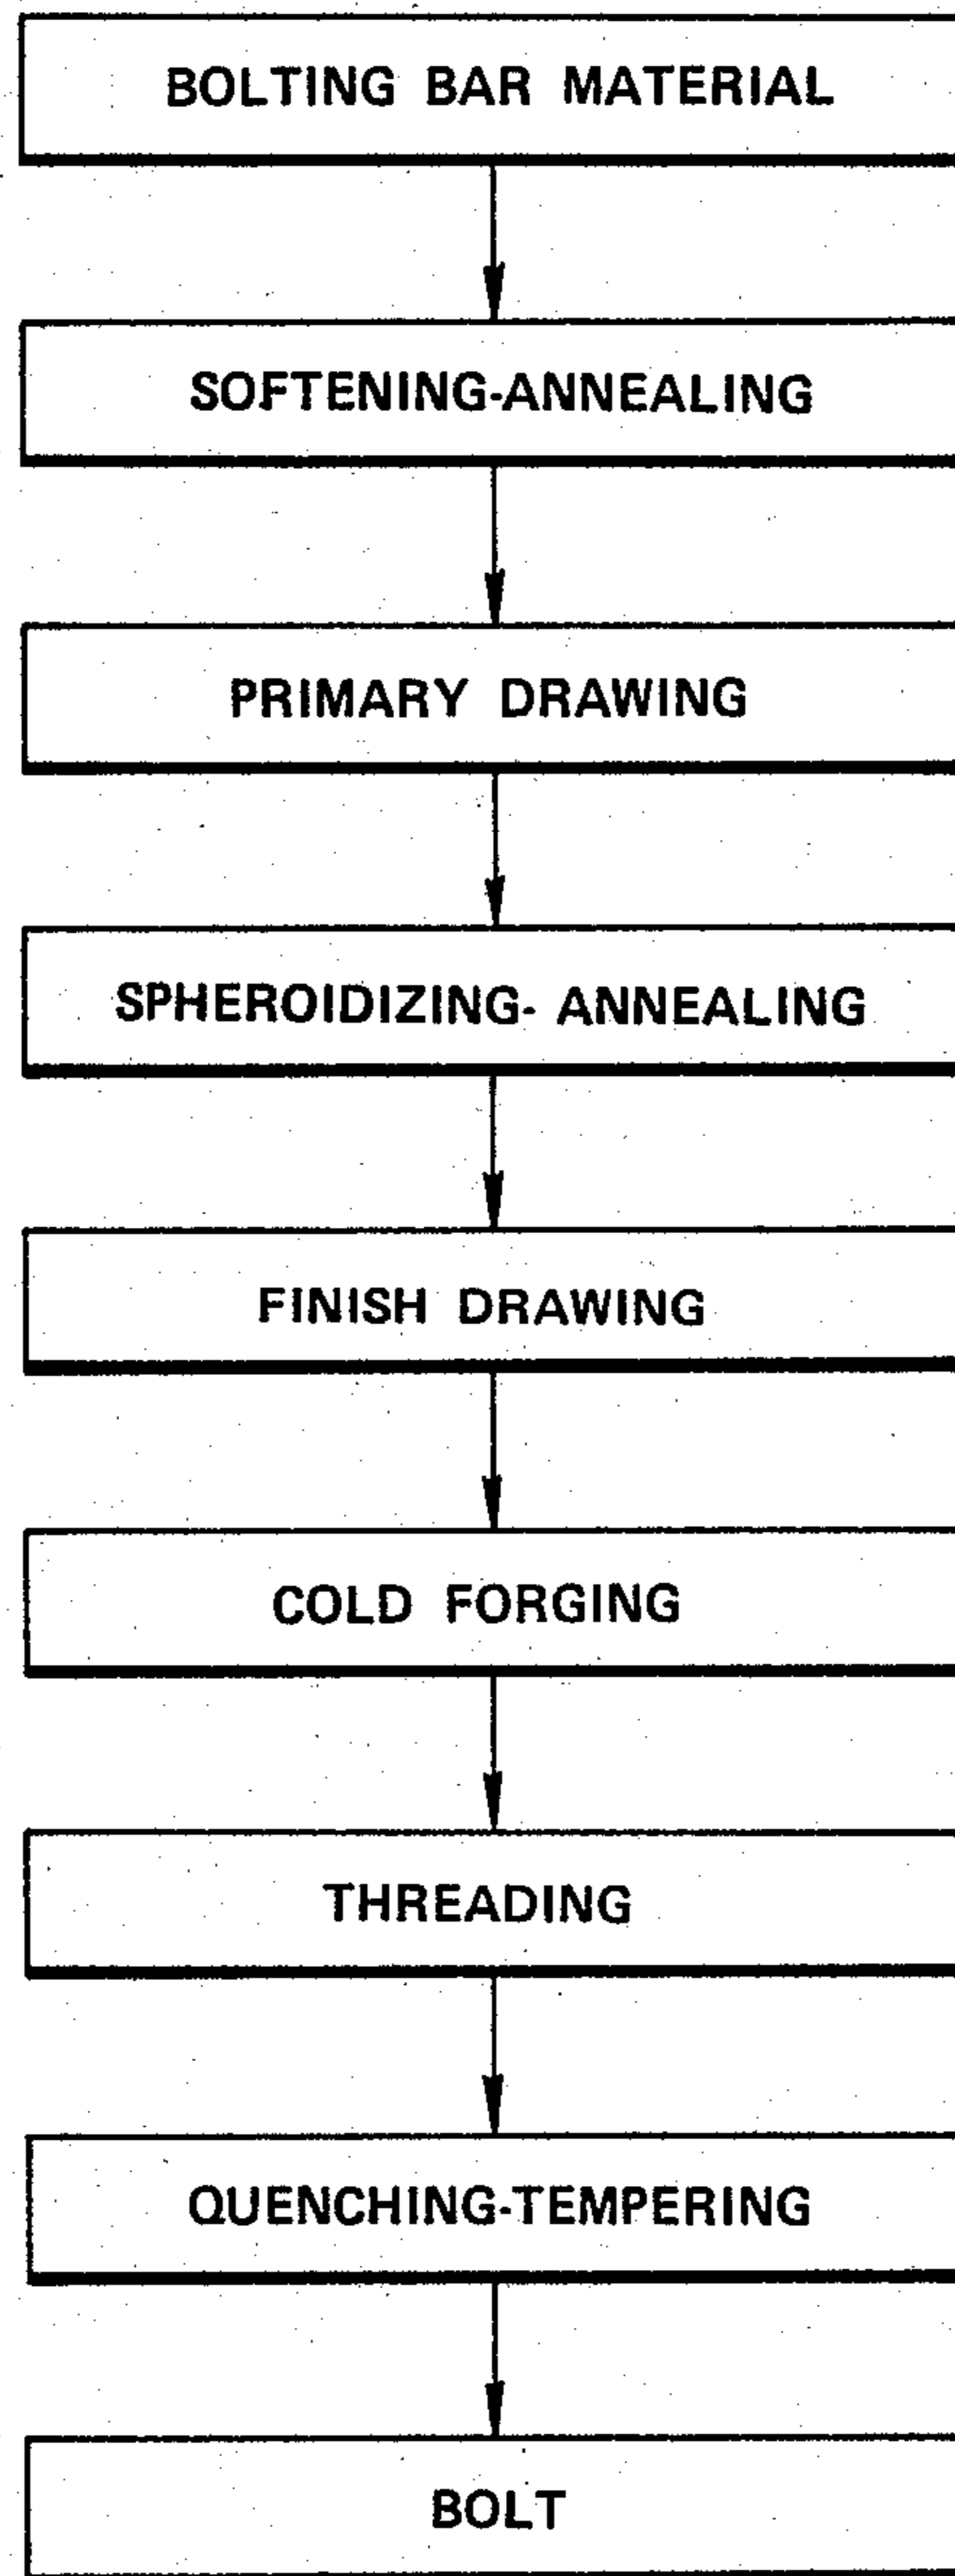 BOLTING BAR MATERIAL
SOFTENING-ANNEALING
PRIMARY DRAWING
SPHEROIDIZING- ANNEALING
FINISH DRAWING
COLD FORGING
THREADING
QUENCHING-TEMPERING
BOLT